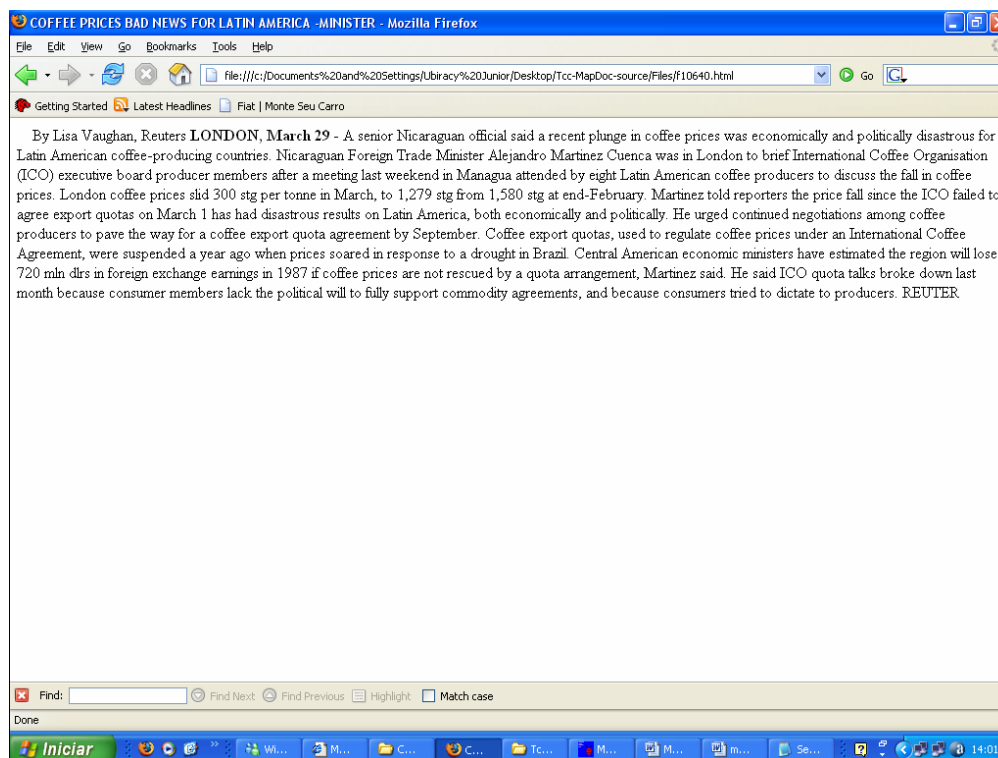 COFFEE PRICES BAD NEWS FOR LATIN AMERICA -MINISTER - Mozilla Firefox
File Edit View Go Bookmarks Tools Help
file:///c:/Documents%20and%20Settings/Ubiracy%20Junior/Desktop/Tcc-MapDoc-source/Files/f10640.html Go G
Getting Started Latest Headlines Fiat | Monte Seu Carro
By Lisa Vaughan, Reuters LONDON, March 29 - A senior Nicaraguan official said a recent plunge in coffee prices was economically and politically disastrous for
Latin American coffee-producing countries. Nicaraguan Foreign Trade Minister Alejandro Martinez Cuenca was in London to brief International Coffee Organisation
(ICO) executive board producer members after a meeting last weekend in Managua attended by eight Latin American coffee producers to discuss the fall in coffee
prices. London coffee prices slid 300 stg per tonne in March, to 1,279 stg from 1,580 stg at end-February. Martinez told reporters the price fall since the ICO failed to
agree export quotas on March 1 has had disastrous results on Latin America, both economically and politically. He urged continued negotiations among coffee
producers to pave the way for a coffee export quota agreement by September. Coffee export quotas, used to regulate coffee prices under an International Coffee
Agreement, were suspended a year ago when prices soared in response to a drought in Brazil. Central American economic ministers have estimated the region will lose
720 mln dlrs in foreign exchange earnings in 1987 if coffee prices are not rescued by a quota arrangement, Martinez said. He said ICO quota talks broke down last
month because consumer members lack the political will to fully support commodity agreements, and because consumers tried to dictate to producers. REUTER
Find: Find Next Find Previous Highlight Match case
Done
Iniciar Wi... M... C... C... Tc... M... M... m... Se... 14:01